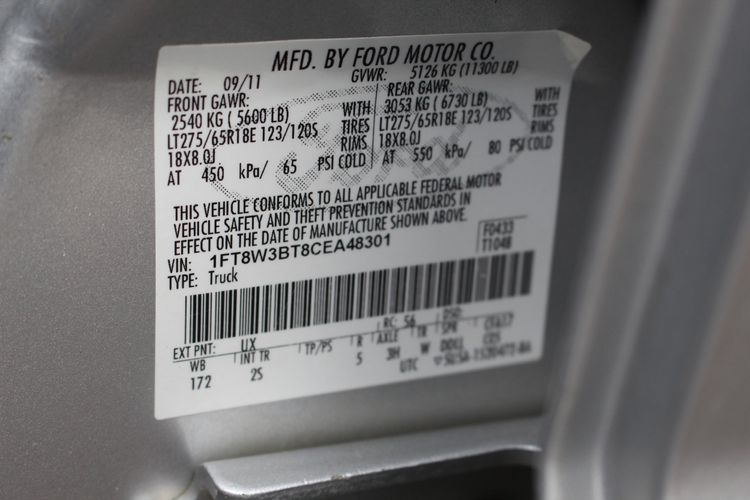 MFD. BY FORD MOTOR CO.
DATE: 09/11 GVWR: 5126 KG (11300 LB)
FRONT GAWR: REAR GAWR:
2540 KG ( 5600 LB) WITH 3053 KG ( 6730 LB) WITH
LT275/65R18E 123/120S TIRES LT275/65R18E 123/120S TIRES
18X8.0J RIMS 18X8.0J RIMS
AT 450 kPa/ 65 PSI COLD AT 550 kPa/ 80 PSI COLD
THIS VEHICLE CONFORMS TO ALL APPLICABLE FEDERAL MOTOR
VEHICLE SAFETY AND THEFT PREVENTION STANDARDS IN
EFFECT ON THE DATE OF MANUFACTURE SHOWN ABOVE.
VIN: 1FT8W3BT8CEA48301 F0433
TYPE: Truck T1048
EXT PNT: UX RC: 56 DSO:
WB INT TR TP/PS R AXLE TR SPR
172 2S 5 3H W DOLL
UTC